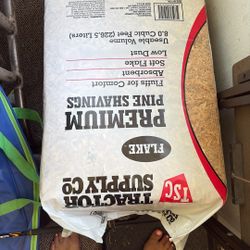 TSC
TRACTOR
SUPPLY CO
FLAKE
PREMIUM
PINE SHAVINGS
Fluffs for Comfort
Absorbent
Soft Flake
Low Dust
Useable Volume
8.0 Cubic Feet (226.5 Liters)